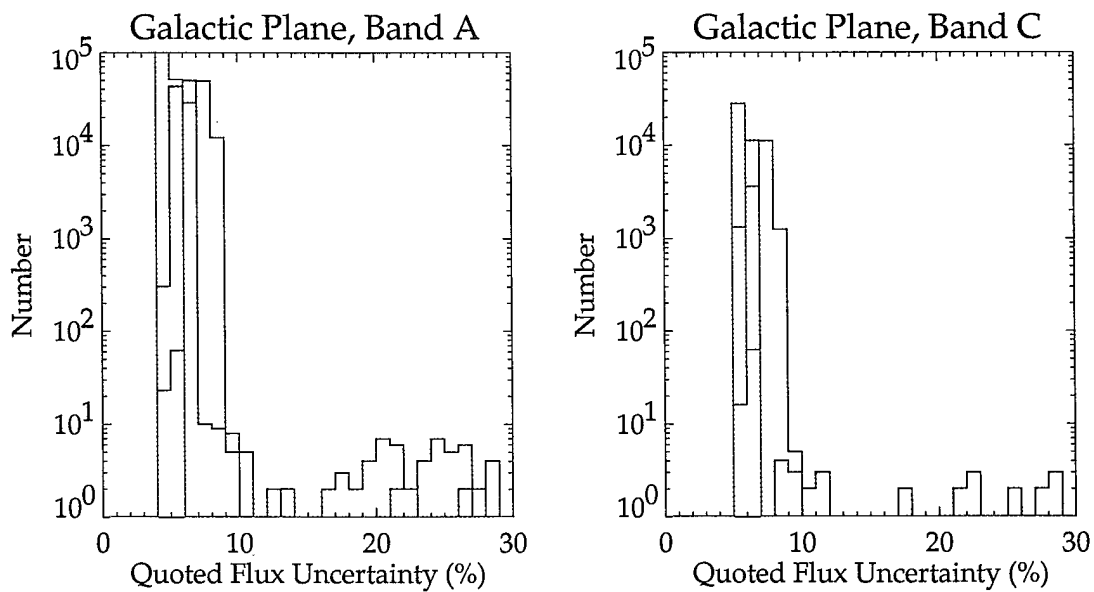 Galactic Plane, Band A
10^5
10^4
10^3
10^2
10^1
10^0
Number
0 10 20 30
Quoted Flux Uncertainty (%)
Galactic Plane, Band C
10^5
10^4
10^3
10^2
10^1
10^0
Number
0 10 20 30
Quoted Flux Uncertainty (%)